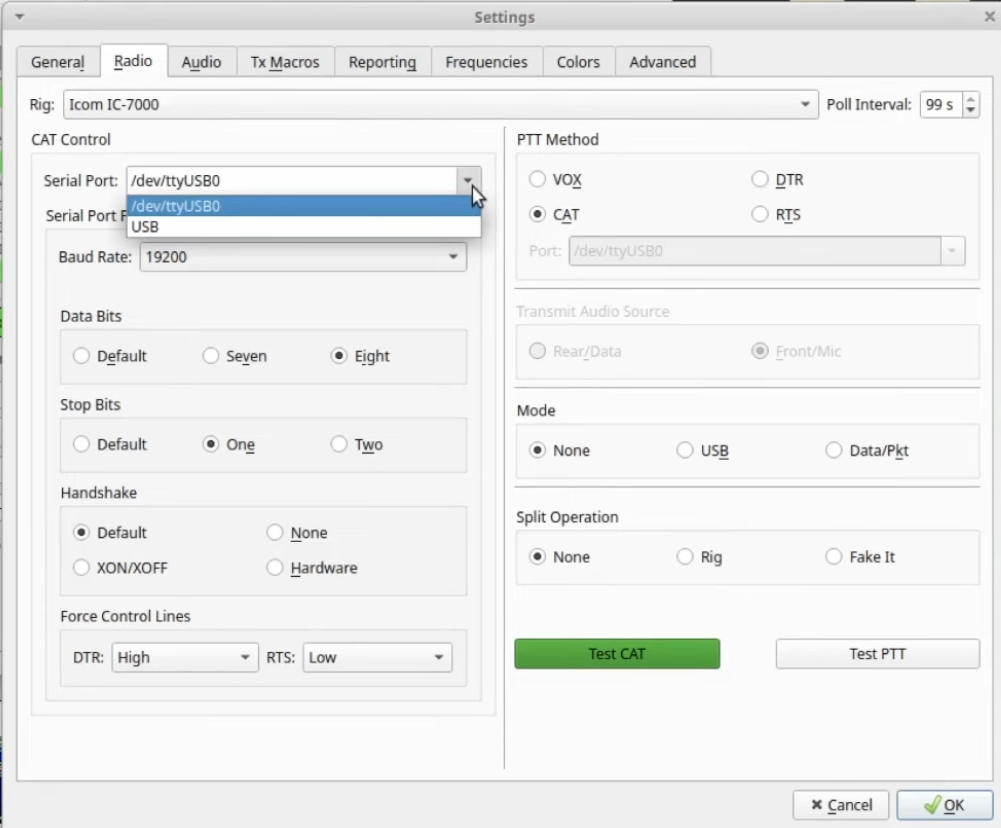 Settings
General Radio Audio Tx Macros Reporting Frequencies Colors Advanced
Rig: Icom IC-7000 Poll Interval: 99 s
CAT Control
Serial Port: /dev/ttyUSB0
/dev/ttyUSB0
USB
Serial Port
Baud Rate: 19200
Data Bits
Default Seven Eight
Stop Bits
Default One Two
Handshake
Default None
XON/XOFF Hardware
Force Control Lines
DTR: High RTS: Low
PTT Method
VOX DTR
CAT RTS
Port: /dev/ttyUSB0
Transmit Audio Source
Rear/Data Front/Mic
Mode
None USB Data/Pkt
Split Operation
None Rig Fake It
Test CAT Test PTT
Cancel OK